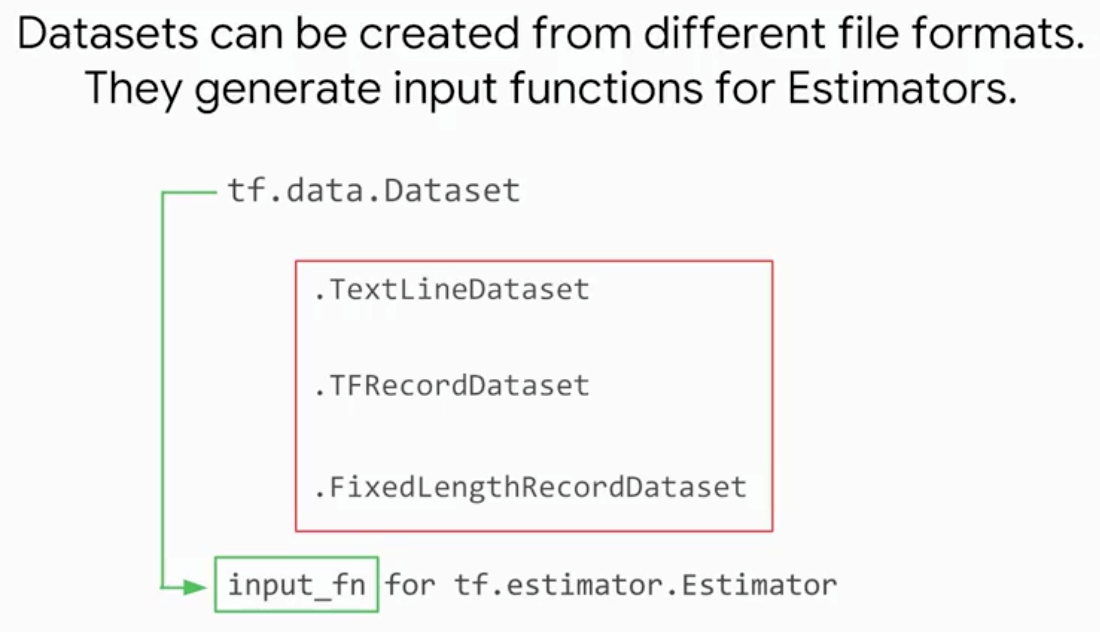 Datasets can be created from different file formats.
They generate input functions for Estimators.
tf.data.Dataset
.TextLineDataset
.TFRecordDataset
.FixedLengthRecordDataset
input_fn for tf.estimator.Estimator